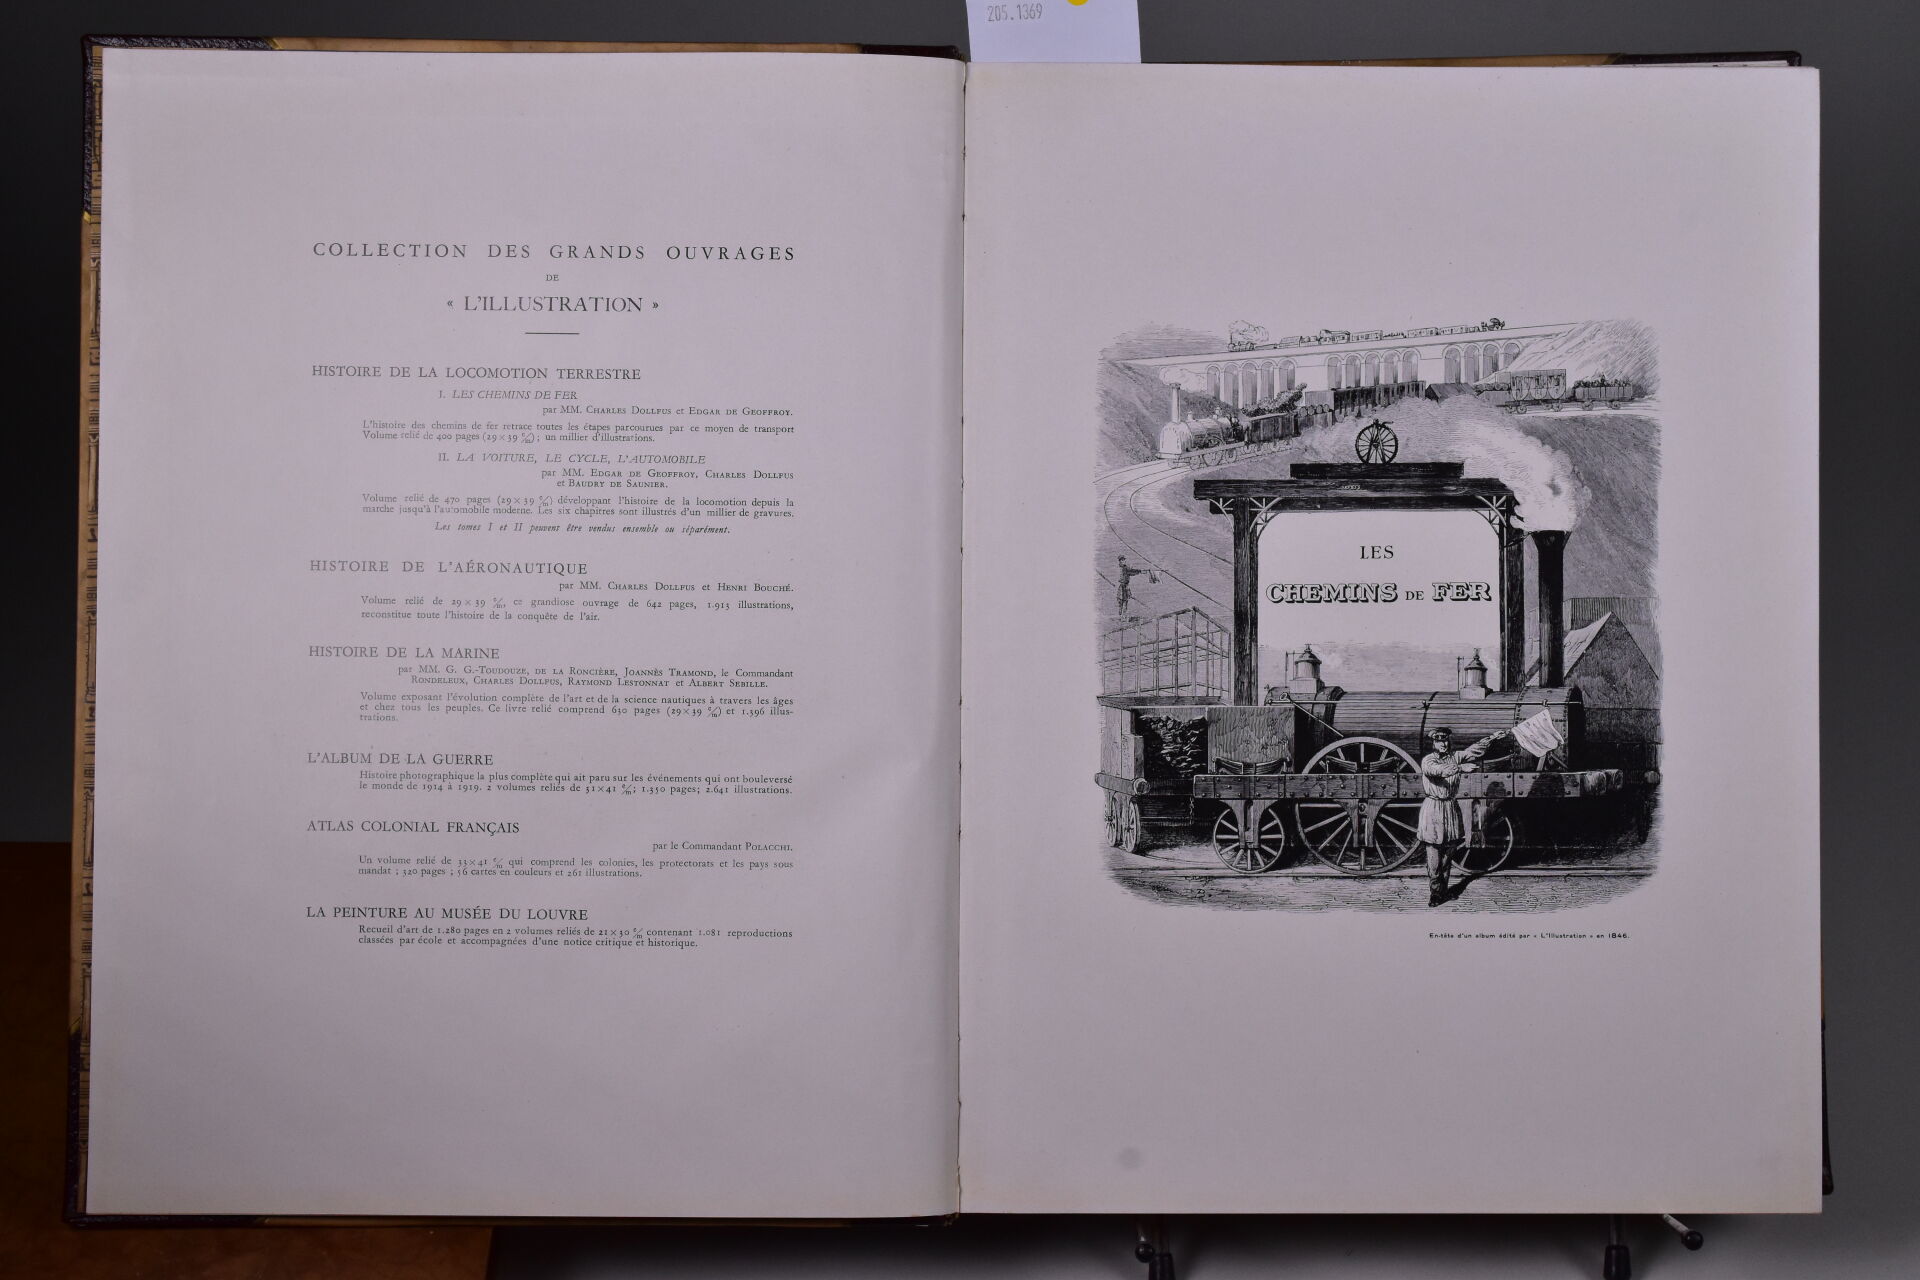 205.1369
COLLECTION DES GRANDS OUVRAGES
DE
« L'ILLUSTRATION »
HISTOIRE DE LA LOCOMOTION TERRESTRE
I. LES CHEMINS DE FER
par MM. Charles Dollfus et Edgar de Geoffroy.
L'histoire des chemins de fer retrace toutes les étapes parcourues par ce moyen de transport
Volume relié de 400 pages (29×39 c/m) ; un millier d'illustrations.
II. LA VOITURE, LE CYCLE, L'AUTOMOBILE
par MM. Edgar de Geoffroy, Charles Dollfus
et Baudry de Saunier.
Volume relié de 470 pages (29×39 c/m) développant l'histoire de la locomotion depuis la
marche jusqu'à l'automobile moderne. Les six chapitres sont illustrés d'un millier de gravures.
Les tomes I et II peuvent être vendus ensemble ou séparément.
HISTOIRE DE L'AÉRONAUTIQUE
par MM. Charles Dollfus et Henri Bouché.
Volume relié de 29×39 c/m, ce grandiose ouvrage de 642 pages, 1.913 illustrations,
reconstitue toute l'histoire de la conquête de l'air.
HISTOIRE DE LA MARINE
par MM. G. G.-Toudouze, de la Roncière, Joannès Tramond, le Commandant
Rondeleux, Charles Dollfus, Raymond Lestonnat et Albert Sebille.
Volume exposant l'évolution complète de l'art et de la science nautiques à travers les âges
et chez tous les peuples. Ce livre relié comprend 630 pages (29×39 c/m) et 1.396 illus-
trations.
L'ALBUM DE LA GUERRE
Histoire photographique la plus complète qui ait paru sur les événements qui ont bouleversé
le monde de 1914 à 1919. 2 volumes reliés de 31×41 c/m; 1.350 pages; 2.641 illustrations.
ATLAS COLONIAL FRANÇAIS
par le Commandant Polacchi.
Un volume relié de 33×41 c/m qui comprend les colonies, les protectorats et les pays sous
mandat ; 320 pages ; 56 cartes en couleurs et 261 illustrations.
LA PEINTURE AU MUSÉE DU LOUVRE
Recueil d'art de 1.280 pages en 2 volumes reliés de 21×30 c/m contenant 1.081 reproductions
classées par école et accompagnées d'une notice critique et historique.
LES
CHEMINS DE FER
En-tête d'un album édité par « L'Illustration » en 1846.